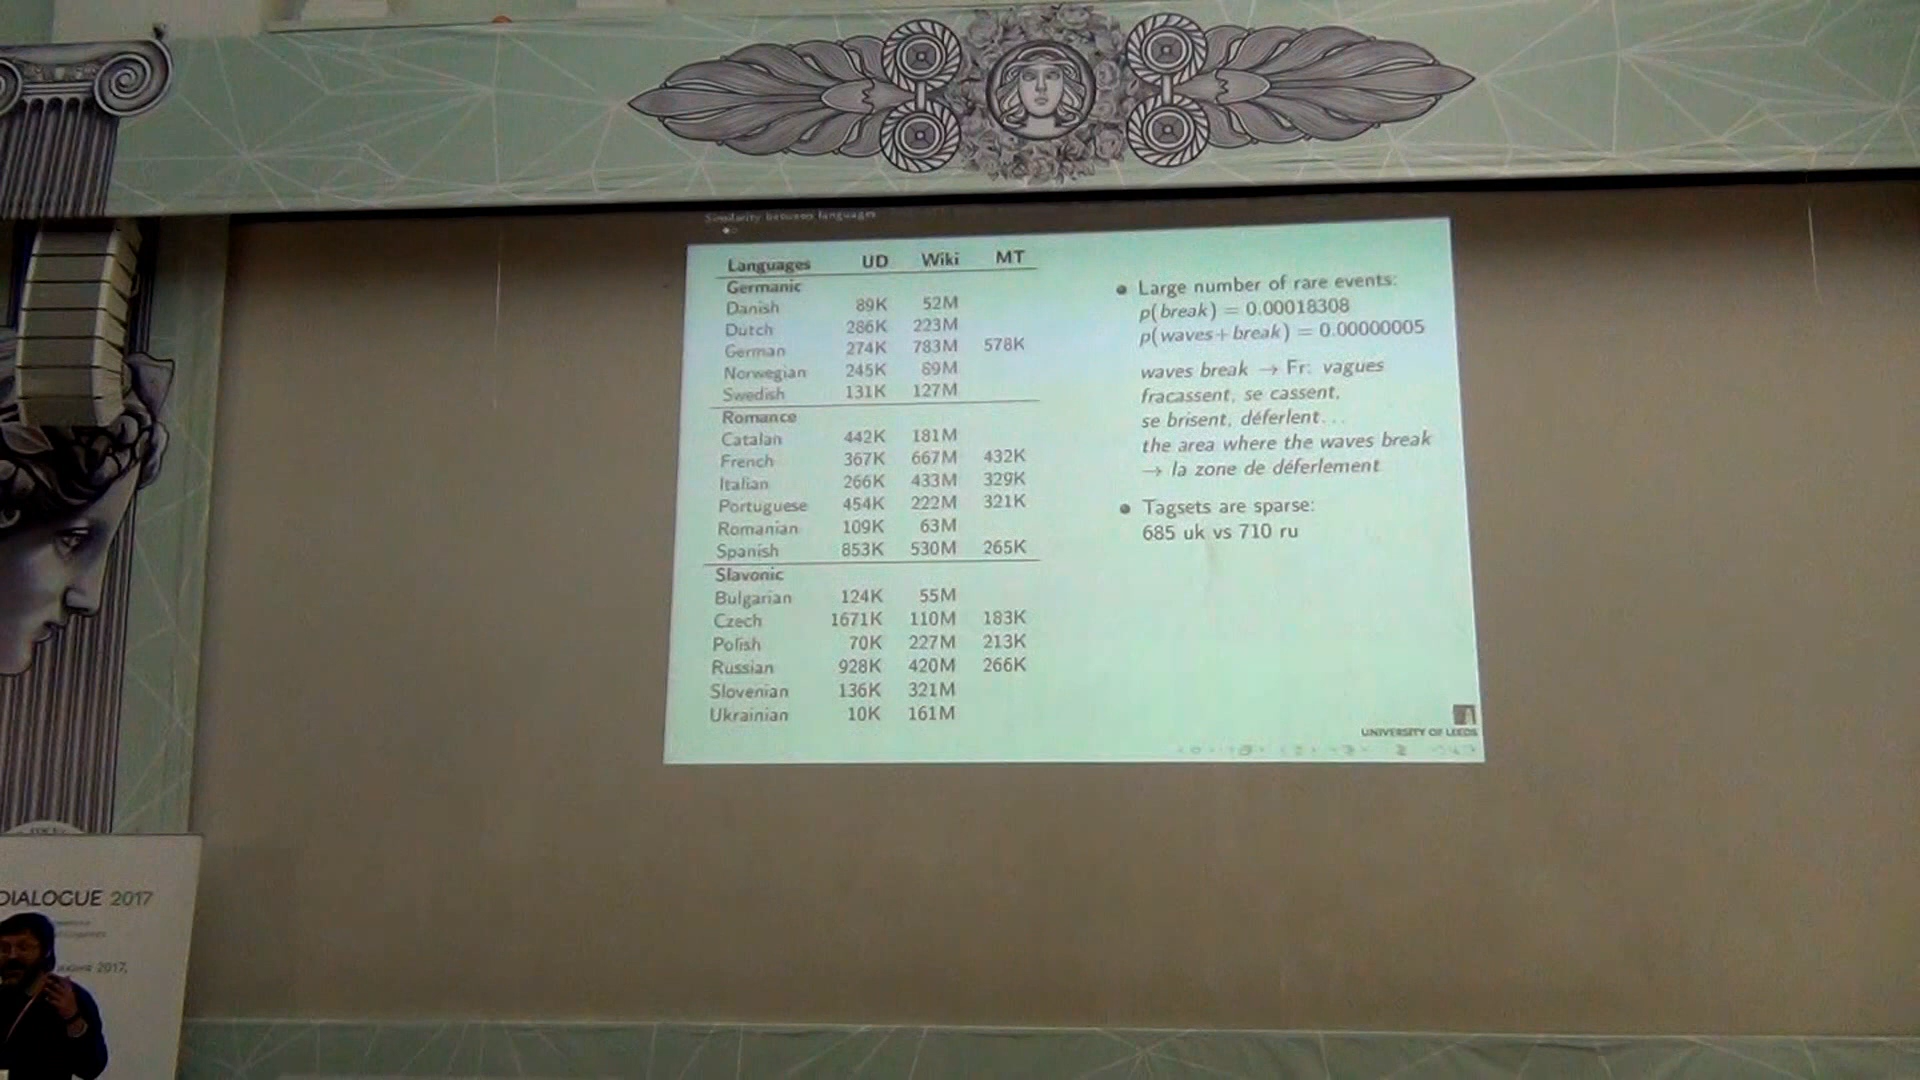 Similarity between languages
Languages UD Wiki MT
Germanic
Danish 89K 52M
Dutch 286K 223M
German 274K 783M 578K
Norwegian 245K 89M
Swedish 131K 127M
Romance
Catalan 442K 181M
French 367K 667M 432K
Italian 266K 433M 329K
Portuguese 454K 222M 321K
Romanian 109K 63M
Spanish 853K 530M 265K
Slavonic
Bulgarian 124K 55M
Czech 1671K 110M 183K
Polish 70K 227M 213K
Russian 928K 420M 266K
Slovenian 136K 321M
Ukrainian 10K 161M
• Large number of rare events:
p(break) = 0.00018308
p(waves+break) = 0.00000005
waves break → Fr: vagues
fracassent, se cassent,
se brisent, déferlent...
the area where the waves break
→ la zone de déferlement
• Tagsets are sparse:
685 uk vs 710 ru
UNIVERSITY OF LEEDS
DIALOGUE 2017
2017,